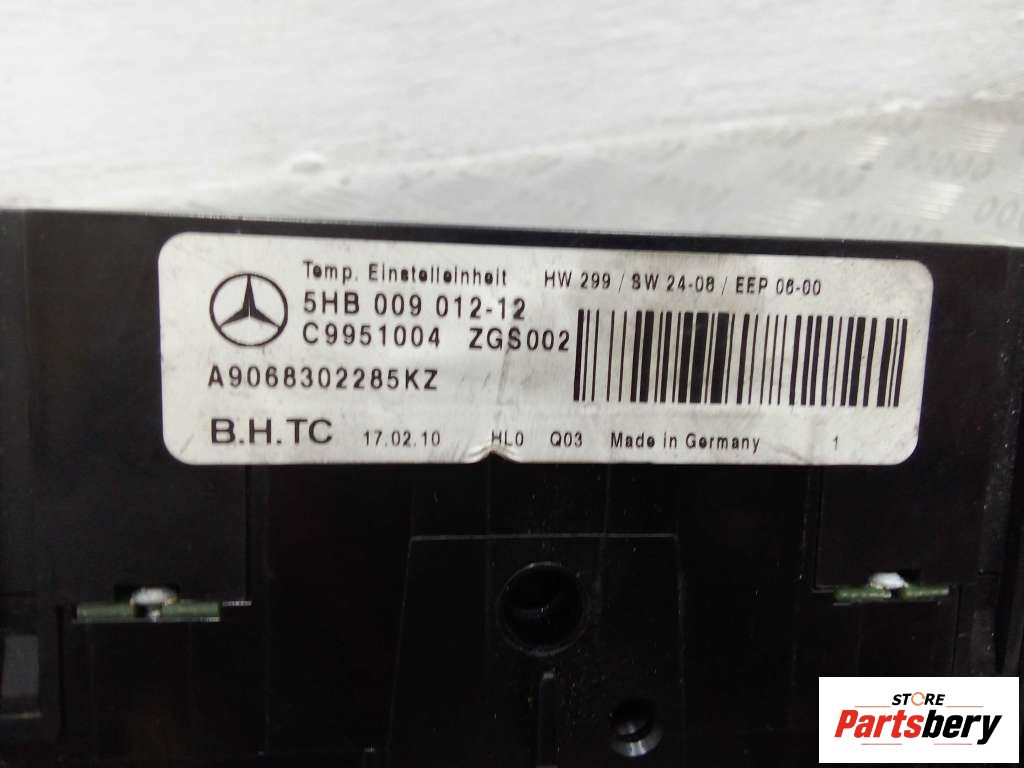 Temp. Einstelleinheit HW 299 / SW 24-08 / EEP 06-00
5HB 009 012-12
C9951004 ZGS002
A9068302285KZ
B.H.TC 17.02.10 HL0 Q03 Made in Germany 1
STORE
Partsbery